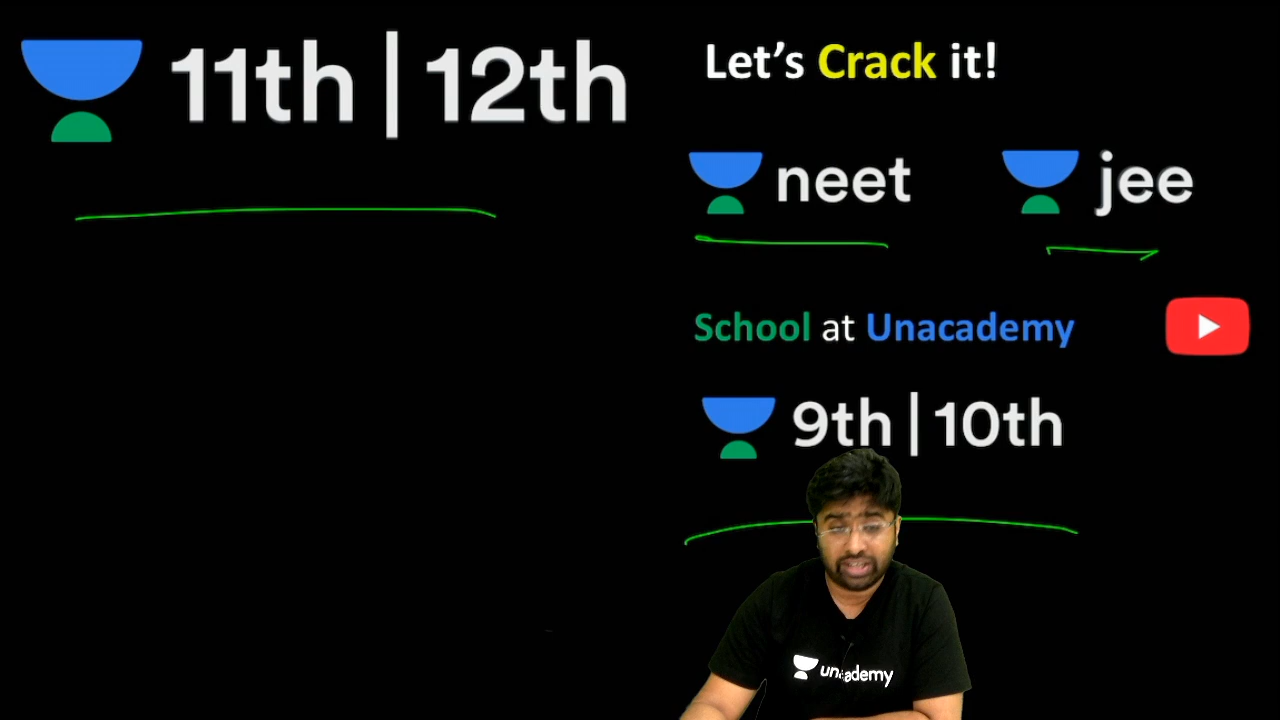 11th | 12th
Let's Crack it!
neet
jee
School at Unacademy
9th | 10th
unacademy